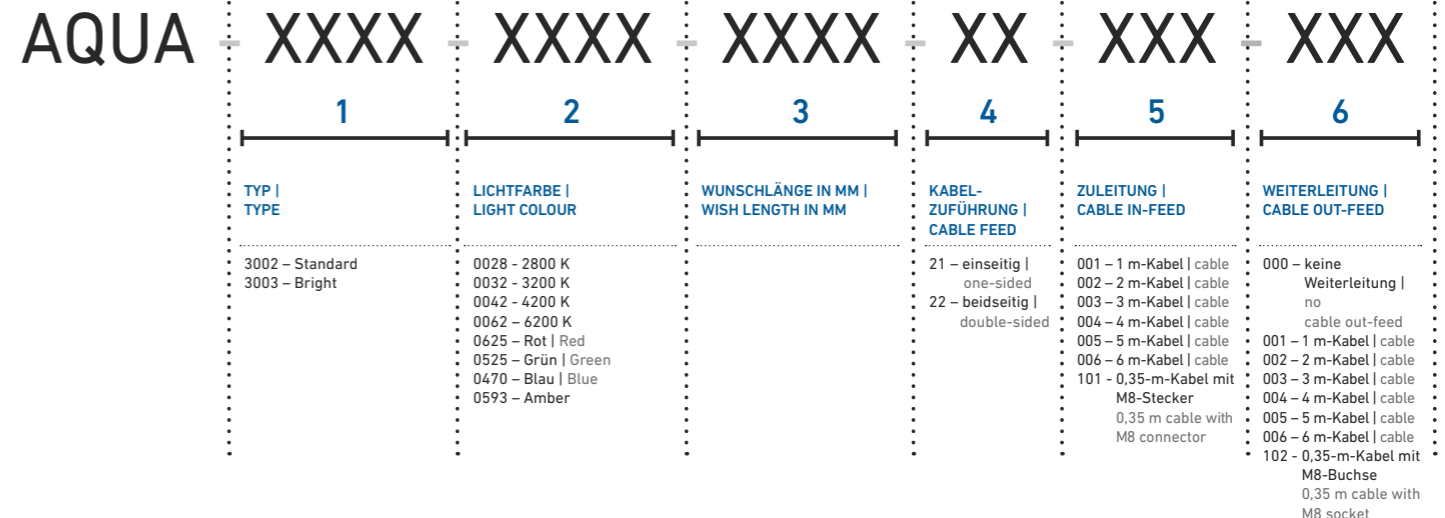 AQUA - XXXX - XXXX - XXXX - XX - XXX - XXX
1
2
3
4
5
6
TYP |
TYPE
3002 – Standard
3003 – Bright
LICHTFARBE |
LIGHT COLOUR
0028 - 2800 K
0032 - 3200 K
0042 - 4200 K
0062 – 6200 K
0625 – Rot | Red
0525 – Grün | Green
0470 – Blau | Blue
0593 – Amber
WUNSCHLÄNGE IN MM |
WISH LENGTH IN MM
KABEL-
ZUFÜHRUNG |
CABLE FEED
21 – einseitig |
one-sided
22 – beidseitig |
double-sided
ZULEITUNG |
CABLE IN-FEED
001 – 1 m-Kabel | cable
002 – 2 m-Kabel | cable
003 – 3 m-Kabel | cable
004 – 4 m-Kabel | cable
005 – 5 m-Kabel | cable
006 – 6 m-Kabel | cable
101 - 0,35-m-Kabel mit
M8-Stecker
0,35 m cable with
M8 connector
WEITERLEITUNG |
CABLE OUT-FEED
000 – keine
Weiterleitung |
no
cable out-feed
001 – 1 m-Kabel | cable
002 – 2 m-Kabel | cable
003 – 3 m-Kabel | cable
004 – 4 m-Kabel | cable
005 – 5 m-Kabel | cable
006 – 6 m-Kabel | cable
102 - 0,35-m-Kabel mit
M8-Buchse
0,35 m cable with
M8 socket